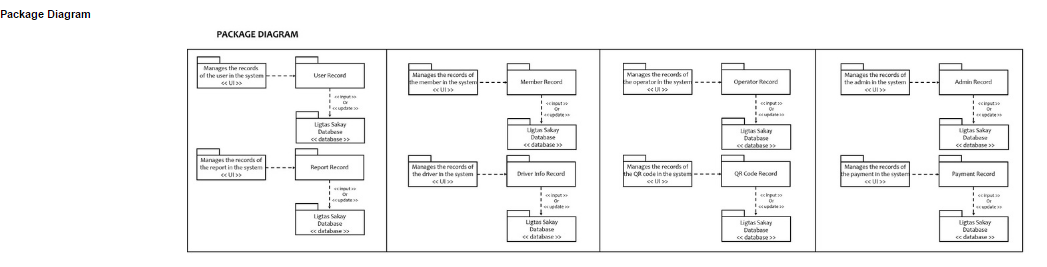 Package Diagram
PACKAGE DIAGRAM
Manages the records
of the user in the system
<< UI >>
User Record
<< input >>
Or
<< update >>
Ligtas Sakay
Database
<< database >>
Manages the records of
the report in the system
<< UI >>
Report Record
<< input >>
Or
<< update >>
Ligtas Sakay
Database
<< database >>
Manages the records of
the member in the system
<< UI >>
Member Record
<< input >>
Or
<< update >>
Ligtas Sakay
Database
<< database >>
Manages the records of
the driver in the system
<< UI >>
Driver Info Record
<< input >>
Or
<< update >>
Ligtas Sakay
Database
<< database >>
Manages the records of
the operator in the system
<< UI >>
Operator Record
<< input >>
Or
<< update >>
Ligtas Sakay
Database
<< database >>
Manages the records of
the QR code in the system
<< UI >>
QR Code Record
<< input >>
Or
<< update >>
Ligtas Sakay
Database
<< database >>
Manages the records of
the admin in the system
<< UI >>
Admin Record
<< input >>
Or
<< update >>
Ligtas Sakay
Database
<< database >>
Manages the records of
the payment in the system
<< UI >>
Payment Record
<< input >>
Or
<< update >>
Ligtas Sakay
Database
<< database >>